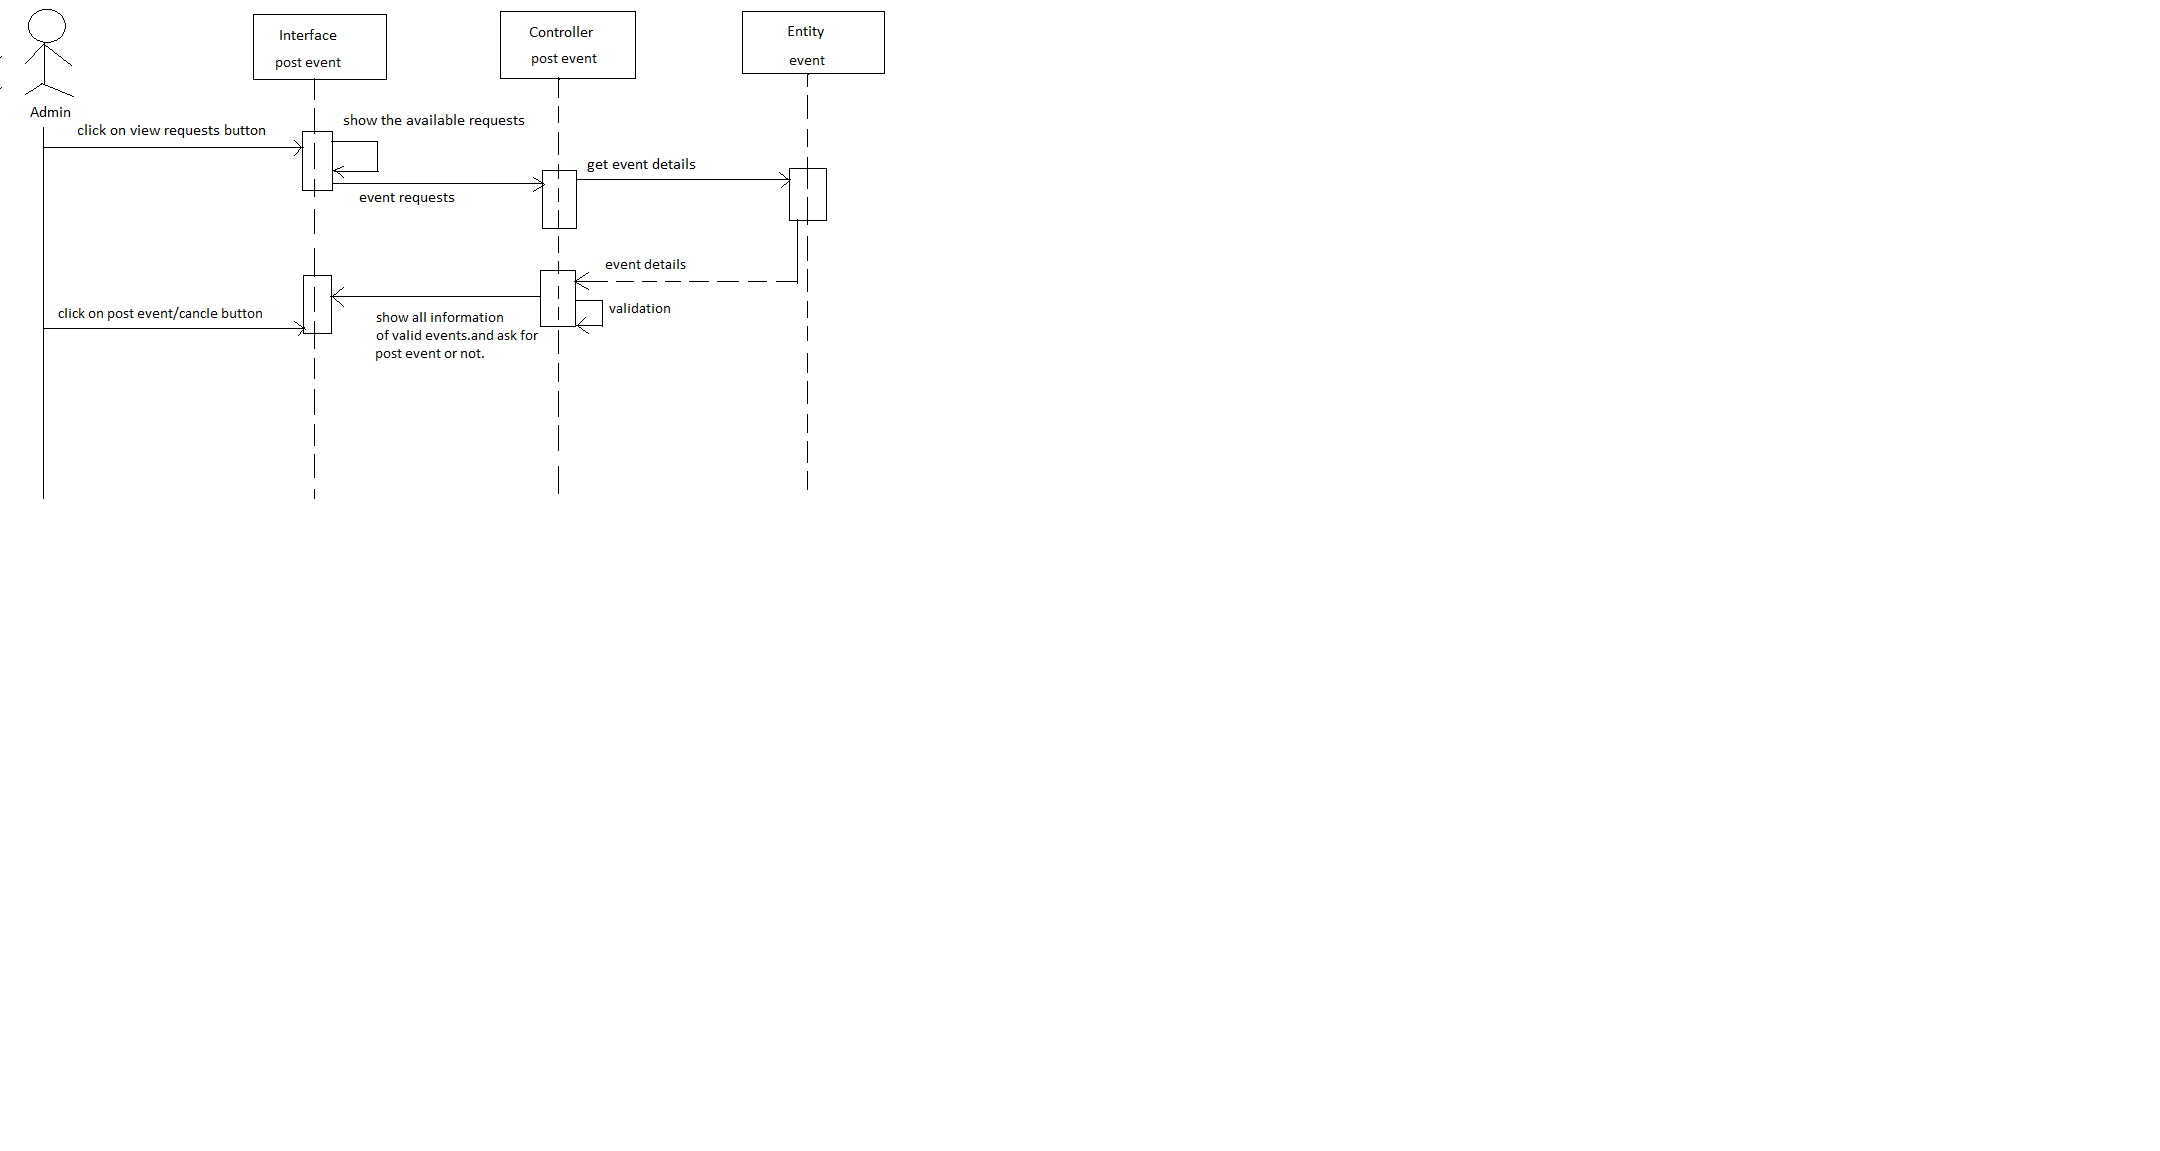 Interface
post event
Controller
post event
Entity
event
Admin
click on view requests button
show the available requests
get event details
event requests
event details
click on post event/cancle button
validation
show all information
of valid events.and ask for
post event or not.